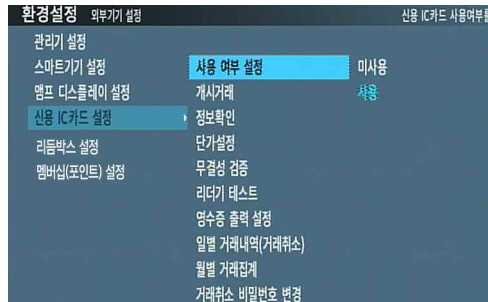 환경설정 외부기기 설정 신용 IC카드 사용여부를
관리기 설정
스마트기기 설정 사용 여부 설정 미사용
앰프 디스플레이 설정 개시거래 사용
신용 IC카드 설정 정보확인
리듬박스 설정 단가설정
멤버십(포인트) 설정 무결성 검증
리더기 테스트
영수증 출력 설정
일별 거래내역(거래취소)
월별 거래집계
거래취소 비밀번호 변경